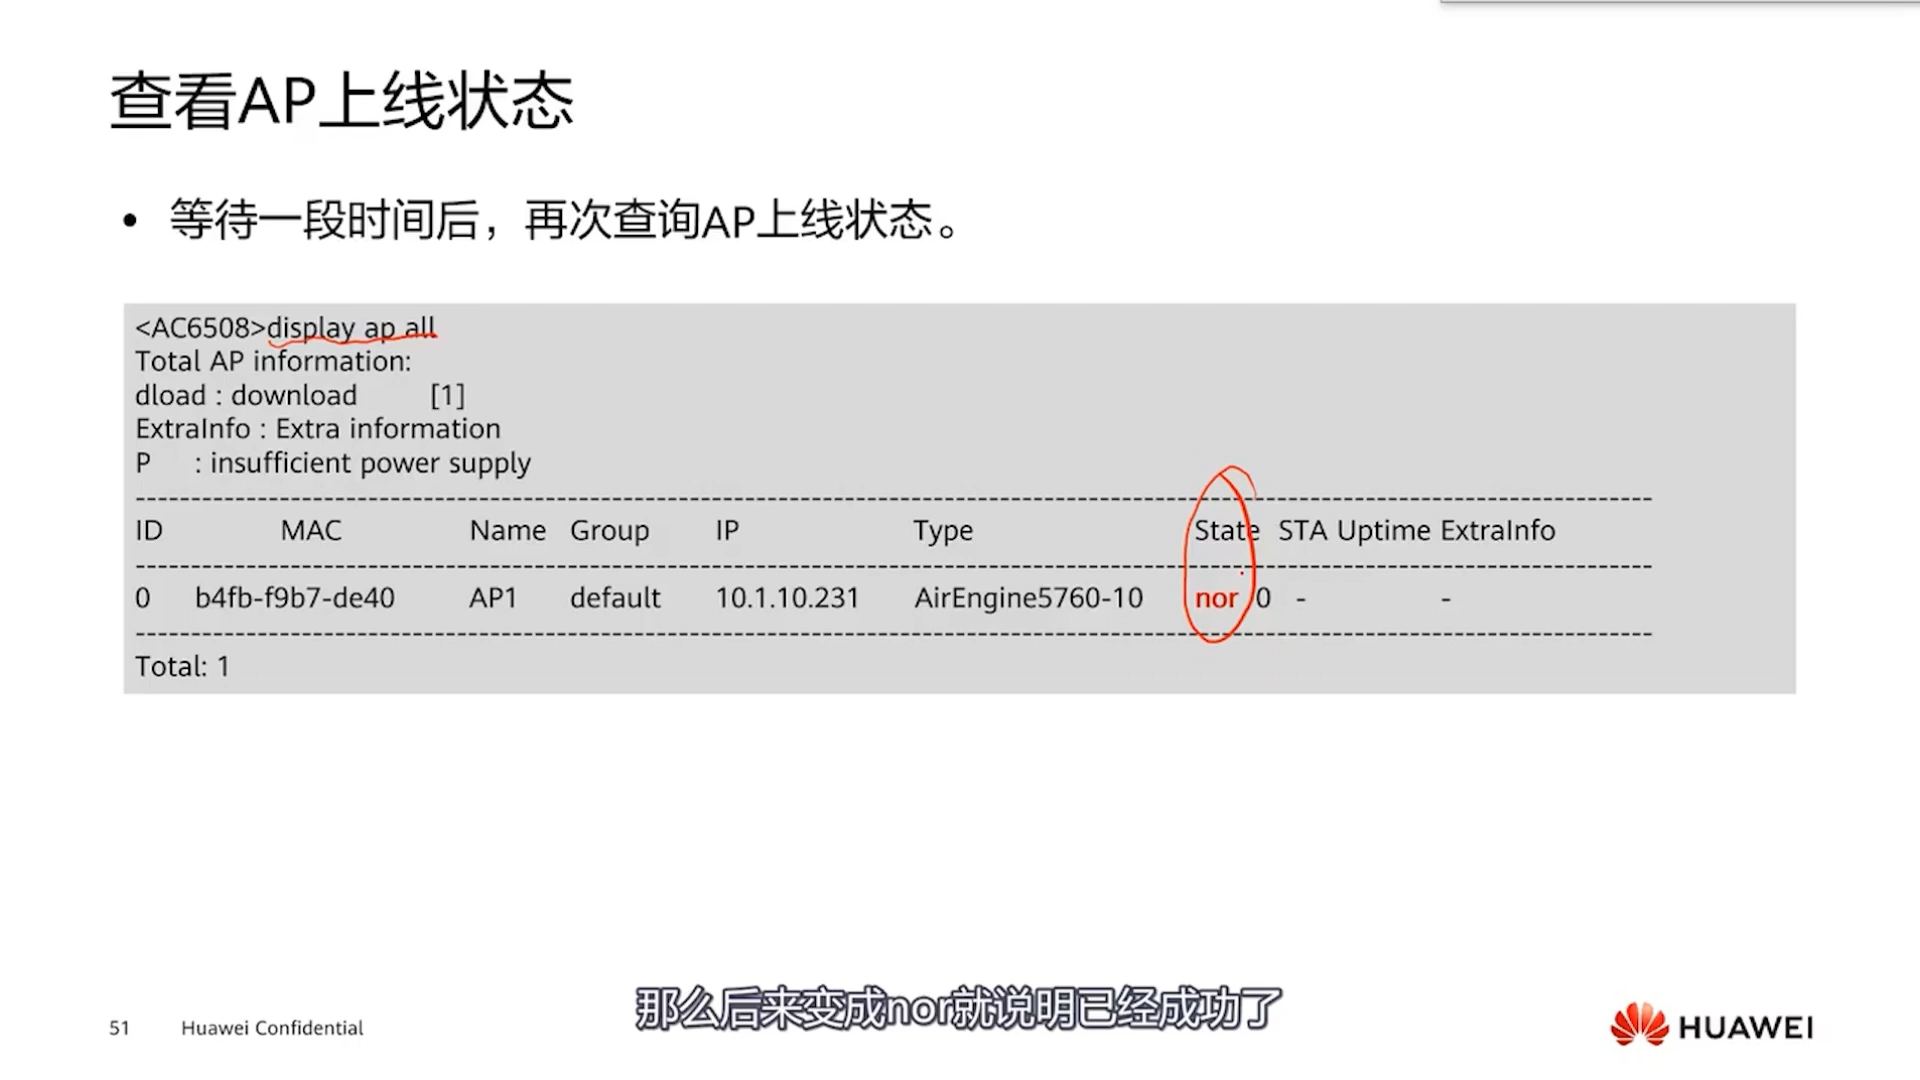 查看AP上线状态
• 等待一段时间后，再次查询AP上线状态。
<AC6508>display ap all
Total AP information:
dload : download [1]
ExtraInfo : Extra information
P : insufficient power supply
--------------------------------------------------------------------------------
ID MAC Name Group IP Type State STA Uptime ExtraInfo
--------------------------------------------------------------------------------
0 b4fb-f9b7-de40 AP1 default 10.1.10.231 AirEngine5760-10 nor 0 - -
--------------------------------------------------------------------------------
Total: 1
那么后来变成nor就说明已经成功了
51 Huawei Confidential
HUAWEI